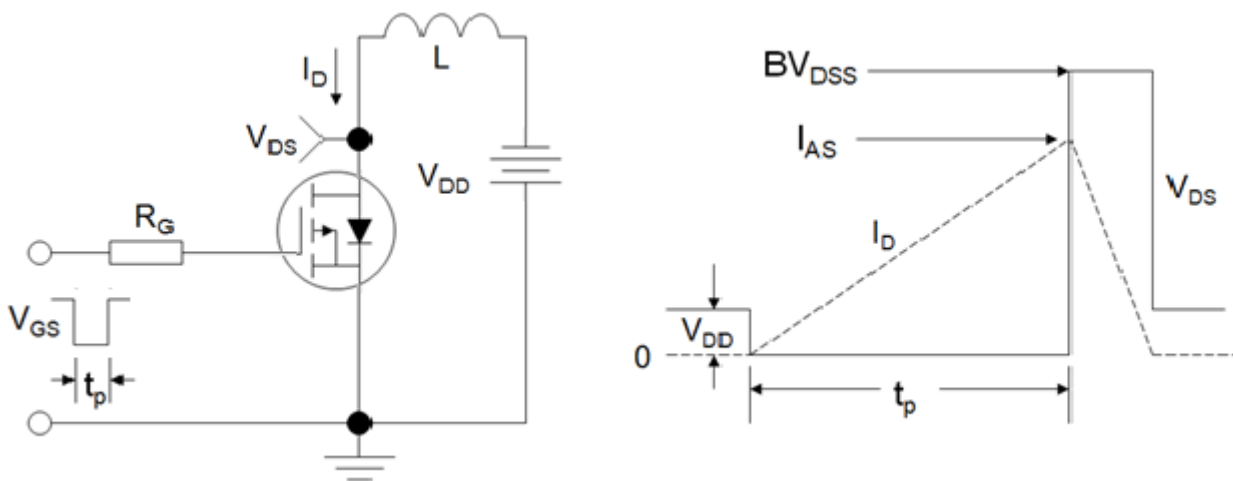 L
I_D
V_DS
V_DD
R_G
V_GS
t_p
BV_DSS
I_AS
V_DS
I_D
V_DD
0
t_p